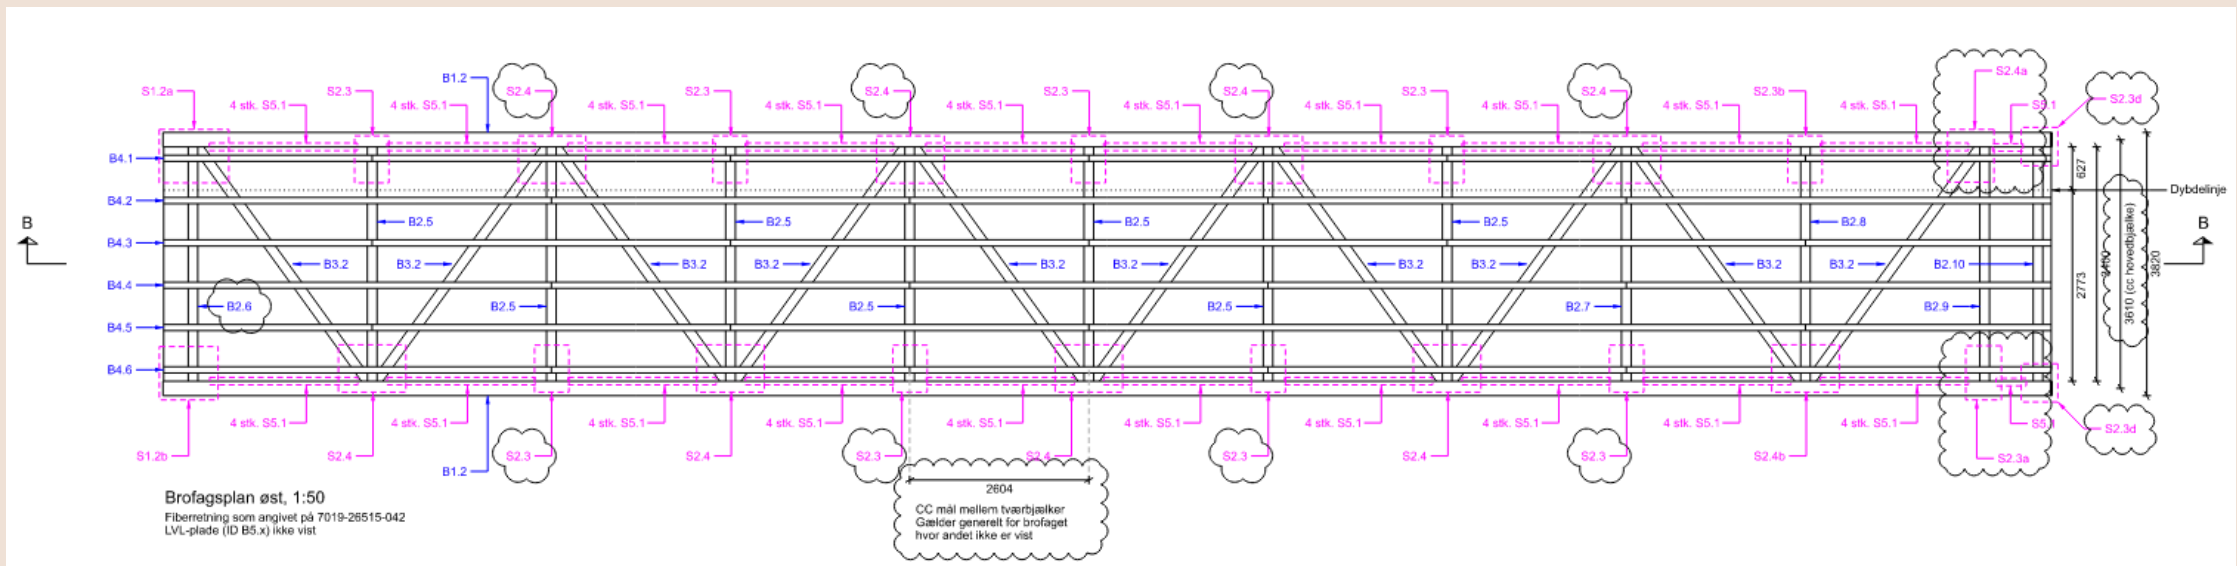 B1.2
S1.2a
4 stk. S5.1
S2.3
4 stk. S5.1
S2.4
4 stk. S5.1
S2.3
4 stk. S5.1
S2.4
4 stk. S5.1
S2.3
4 stk. S5.1
S2.4
4 stk. S5.1
S2.3
4 stk. S5.1
S2.4
4 stk. S5.1
S2.3b
4 stk. S5.1
S2.4a
S5.1
S2.3d
B4.1
B4.2
B4.3
B4.4
B4.5
B4.6
B
B2.5
B2.5
B2.5
B2.5
B2.8
B3.2
B3.2
B3.2
B3.2
B3.2
B3.2
B3.2
B3.2
B3.2
B3.2
B2.10
B2.6
B2.5
B2.5
B2.5
B2.7
B2.9
627
2773
3610 (cc hovedbjælke)
3820
Dybdelinje
B
4 stk. S5.1
4 stk. S5.1
4 stk. S5.1
4 stk. S5.1
4 stk. S5.1
4 stk. S5.1
4 stk. S5.1
4 stk. S5.1
4 stk. S5.1
4 stk. S5.1
S5.1
S2.3d
S1.2b
S2.4
B1.2
S2.3
S2.4
S2.3
S2.4
S2.3
S2.4
S2.3
S2.4b
S2.3a
2604
CC mål mellem tværbjælker
Gælder generelt for brofaget
hvor andet ikke er vist
Brofagsplan øst, 1:50
Fiberretning som angivet på 7019-26515-042
LVL-plade (ID B5.x) ikke vist